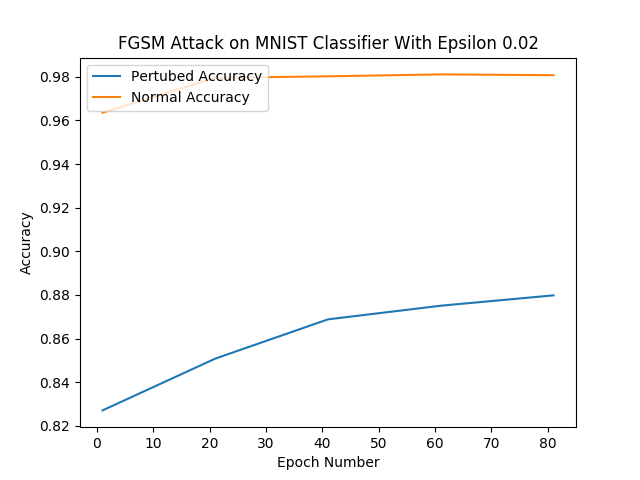 FGSM Attack on MNIST Classifier With Epsilon 0.02
Pertubed Accuracy
Normal Accuracy
0.98
0.96
0.94
0.92
0.90
0.88
0.86
0.84
0.82
Accuracy
0 10 20 30 40 50 60 70 80
Epoch Number